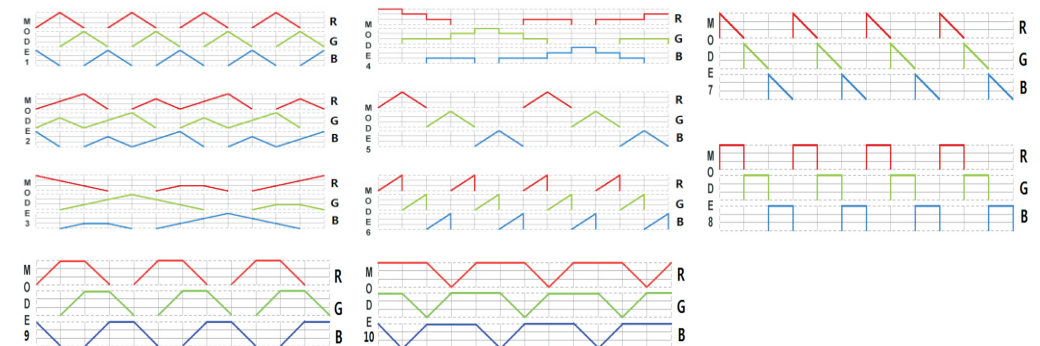 MODE 1 R G B
MODE 2 R G B
MODE 3 R G B
MODE 4 R G B
MODE 5 R G B
MODE 6 R G B
MODE 7 R G B
MODE 8 R G B
MODE 9 R G B
MODE 10 R G B